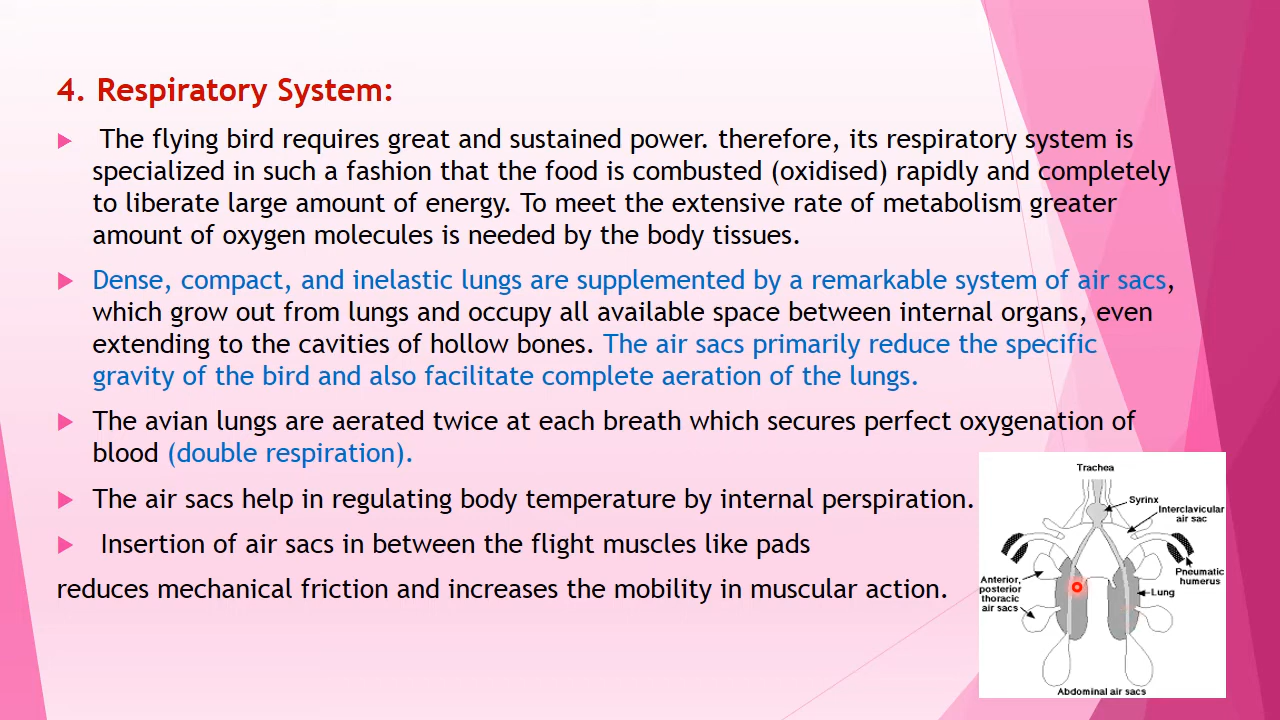 4. Respiratory System:
The flying bird requires great and sustained power. therefore, its respiratory system is
specialized in such a fashion that the food is combusted (oxidised) rapidly and completely
to liberate large amount of energy. To meet the extensive rate of metabolism greater
amount of oxygen molecules is needed by the body tissues.
Dense, compact, and inelastic lungs are supplemented by a remarkable system of air sacs,
which grow out from lungs and occupy all available space between internal organs, even
extending to the cavities of hollow bones. The air sacs primarily reduce the specific
gravity of the bird and also facilitate complete aeration of the lungs.
The avian lungs are aerated twice at each breath which secures perfect oxygenation of
blood (double respiration).
The air sacs help in regulating body temperature by internal perspiration.
Insertion of air sacs in between the flight muscles like pads
reduces mechanical friction and increases the mobility in muscular action.
Trachea
Syrinx
Interclavicular
air sac
Pneumatic
humerus
Anterior,
posterior
thoracic
air sacs
Lung
Abdominal air sacs